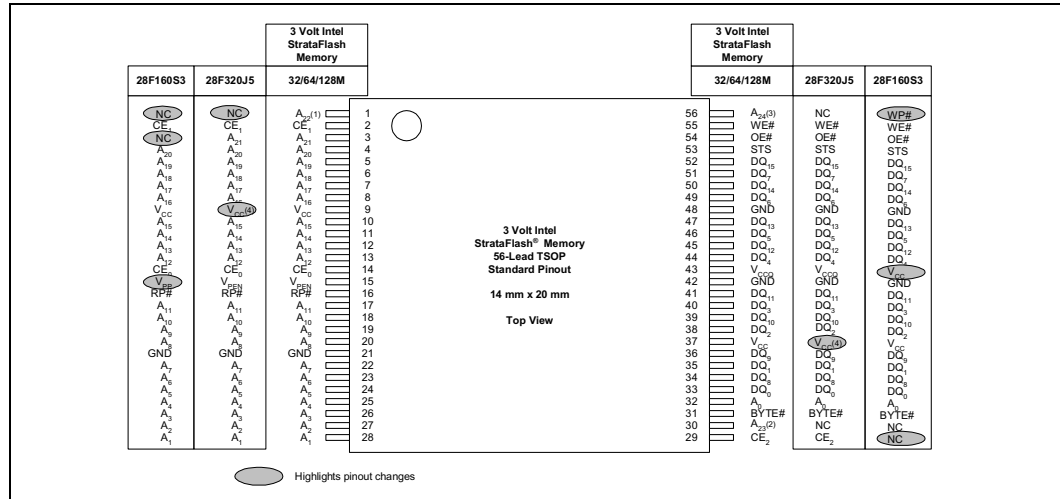 3 Volt Intel
StrataFlash
Memory
3 Volt Intel
StrataFlash
Memory
28F160S3 28F320J5 32/64/128M 32/64/128M 28F320J5 28F160S3
NC NC A22(1) 1 56 A24(3) NC WP#
CE1 CE1 CE1 2 55 WE# WE# WE#
NC A21 A21 3 54 OE# OE# OE#
A20 A20 A20 4 53 STS STS STS
A19 A19 A19 5 52 DQ15 DQ15 DQ15
A18 A18 A18 6 51 DQ7 DQ7 DQ7
A17 A17 A17 7 50 DQ14 DQ14 DQ14
A16 A16 A16 8 49 DQ6 DQ6 DQ6
VCC VCC(4) VCC 9 48 GND GND GND
A15 A15 A15 10 47 DQ13 DQ13 DQ13
A14 A14 A14 11 46 DQ5 DQ5 DQ5
A13 A13 A13 12 45 DQ12 DQ12 DQ12
A12 A12 A12 13 44 DQ4 DQ4 DQ4
CE0 CE0 CE0 14 43 VCCQ VCCQ VCC
VPP VPEN VPEN 15 42 GND GND GND
RP# RP# RP# 16 41 DQ11 DQ11 DQ11
A11 A11 A11 17 40 DQ3 DQ3 DQ3
A10 A10 A10 18 39 DQ10 DQ10 DQ10
A9 A9 A9 19 38 DQ2 DQ2 DQ2
A8 A8 A8 20 37 VCC VCC(4) VCC
GND GND GND 21 36 DQ9 DQ9 DQ9
A7 A7 A7 22 35 DQ1 DQ1 DQ1
A6 A6 A6 23 34 DQ8 DQ8 DQ8
A5 A5 A5 24 33 DQ0 DQ0 DQ0
A4 A4 A4 25 32 A0 A0 A0
A3 A3 A3 26 31 BYTE# BYTE# BYTE#
A2 A2 A2 27 30 A23(2) NC NC
A1 A1 A1 28 29 CE2 CE2 NC
3 Volt Intel
StrataFlash® Memory
56-Lead TSOP
Standard Pinout
14 mm x 20 mm
Top View
Highlights pinout changes